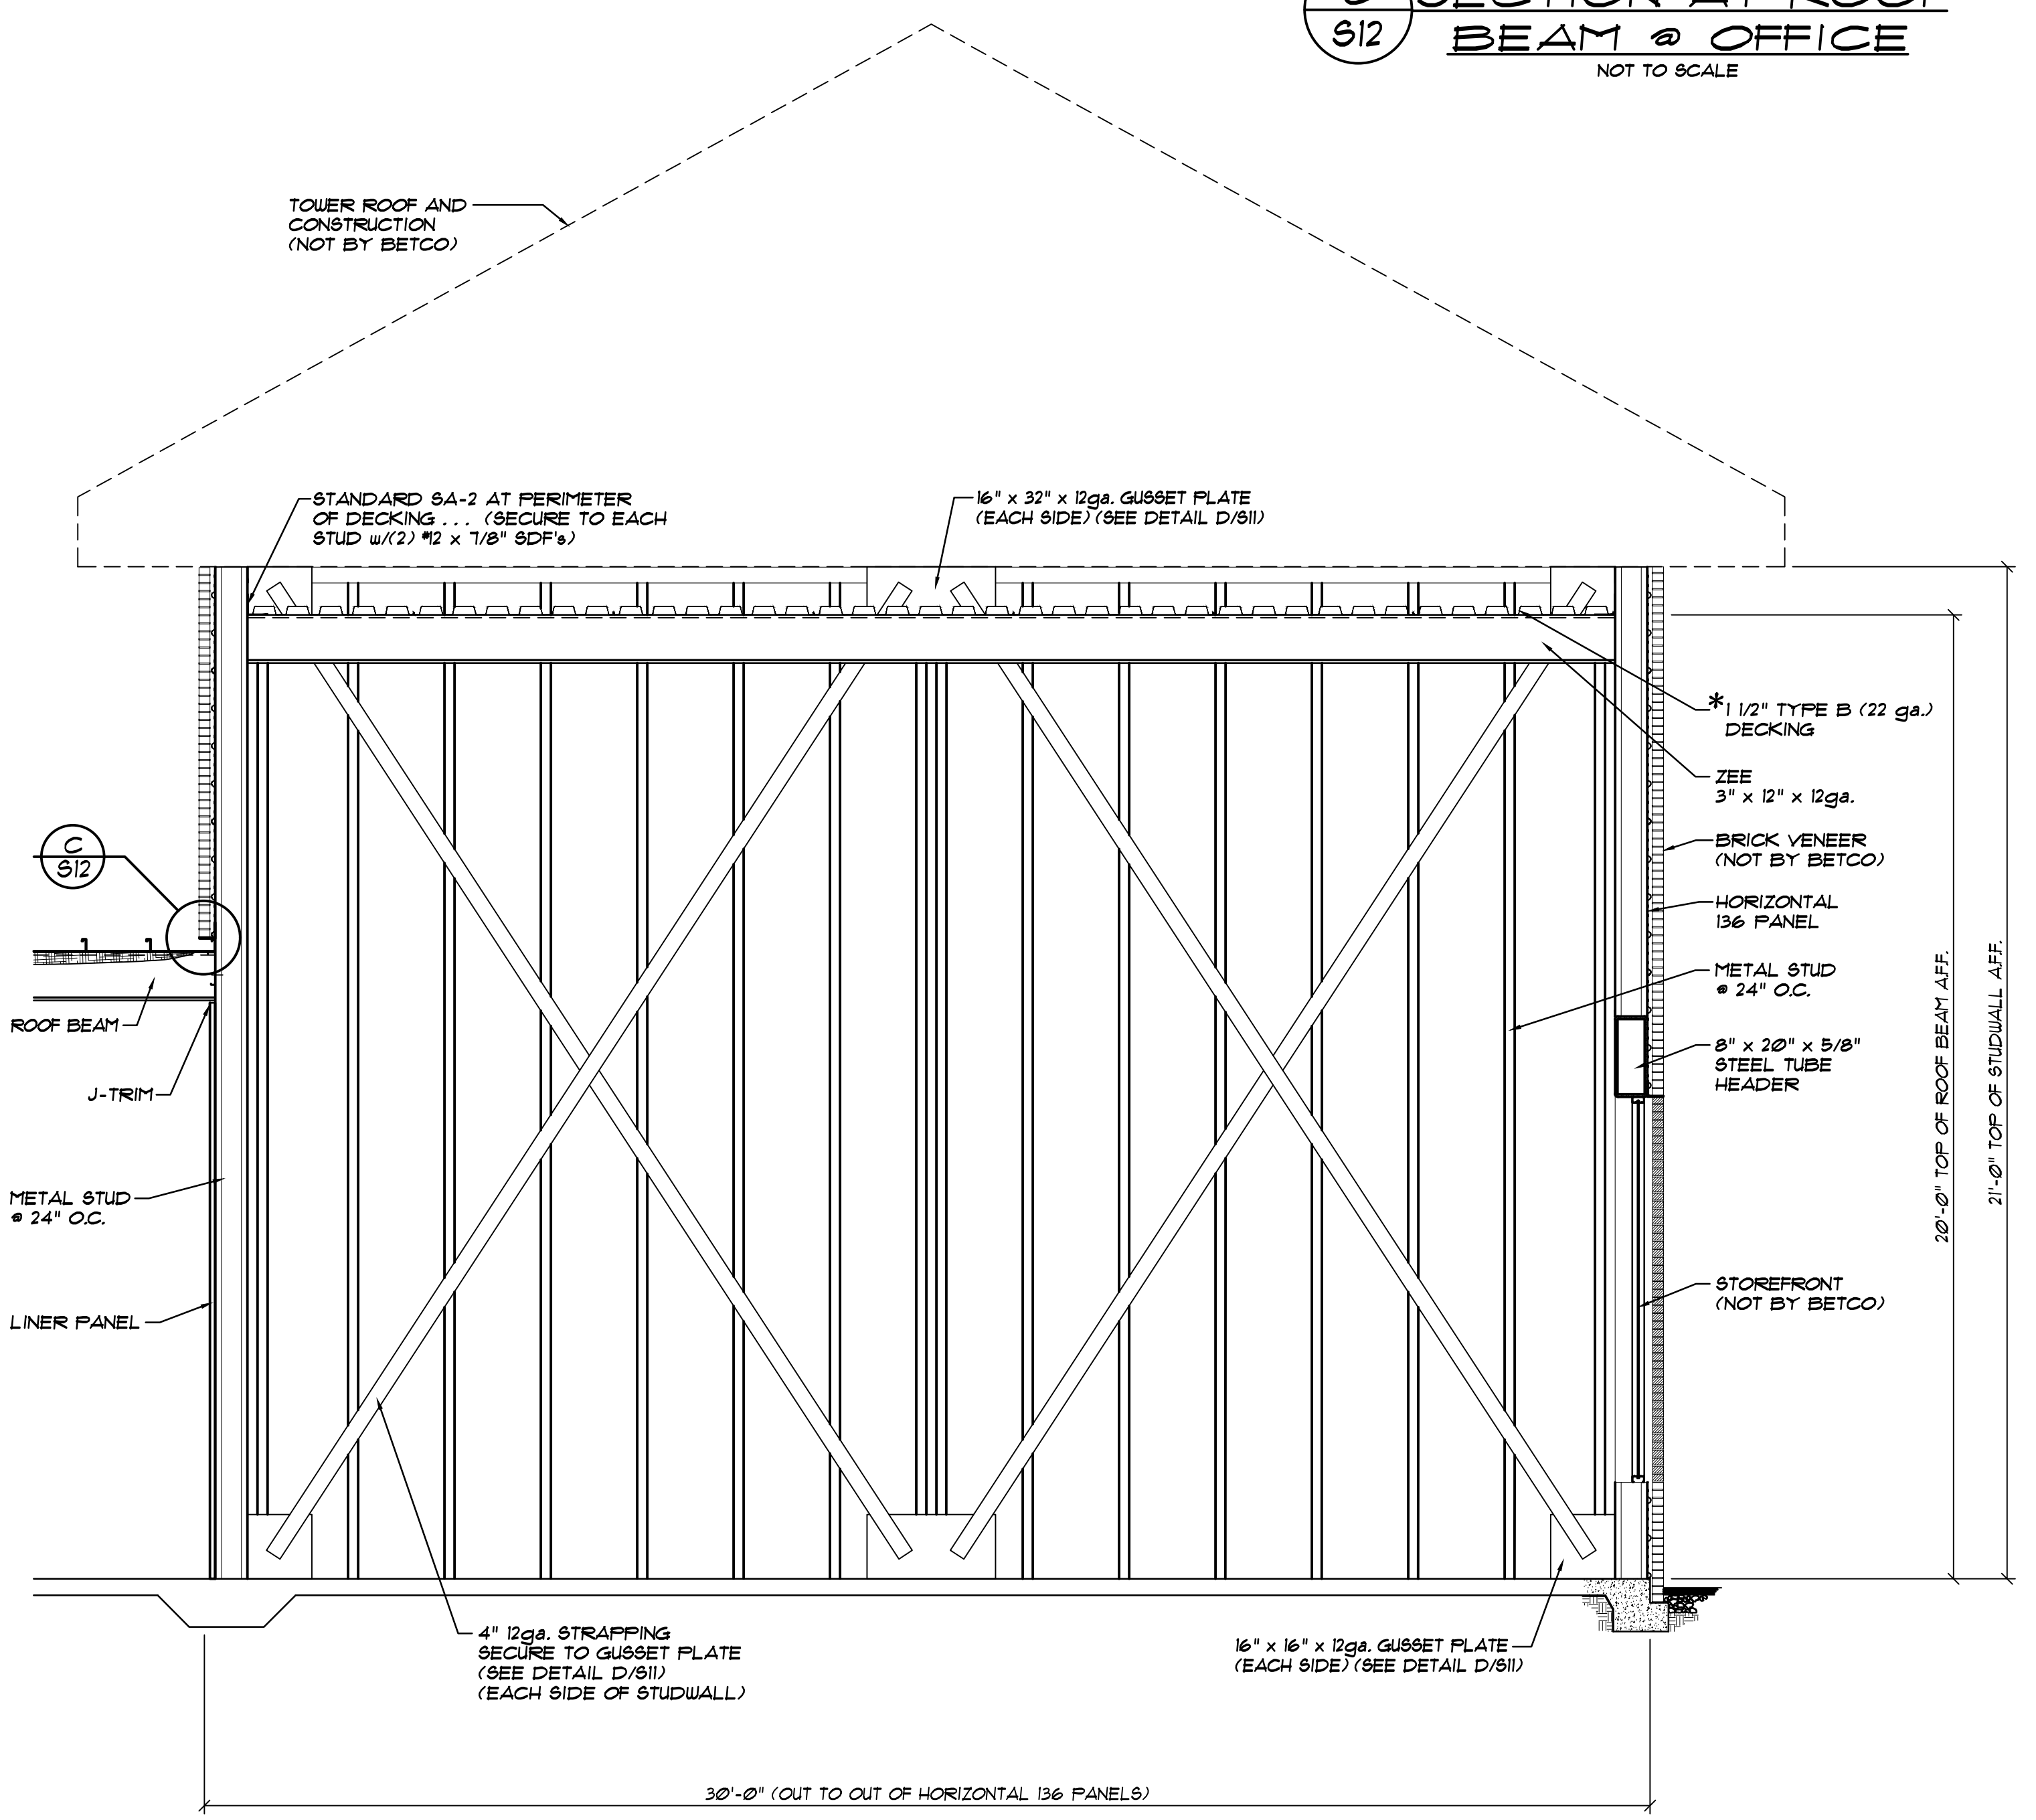 SECTION AT ROOF
S12
BEAM @ OFFICE
NOT TO SCALE
TOWER ROOF AND
CONSTRUCTION
(NOT BY BETCO)
STANDARD SA-2 AT PERIMETER
OF DECKING . . . (SECURE TO EACH
STUD w/(2) #12 x 7/8" SDF's)
16" x 32" x 12ga. GUSSET PLATE
(EACH SIDE) (SEE DETAIL D/S11)
*1 1/2" TYPE B (22 ga.)
DECKING
ZEE
3" x 12" x 12ga.
BRICK VENEER
(NOT BY BETCO)
HORIZONTAL
136 PANEL
METAL STUD
@ 24" O.C.
8" x 20" x 5/8"
STEEL TUBE
HEADER
STOREFRONT
(NOT BY BETCO)
20'-0" TOP OF ROOF BEAM A.F.F.
21'-0" TOP OF STUDWALL A.F.F.
C
S12
ROOF BEAM
J-TRIM
METAL STUD
@ 24" O.C.
LINER PANEL
4" 12ga. STRAPPING
SECURE TO GUSSET PLATE
(SEE DETAIL D/S11)
(EACH SIDE OF STUDWALL)
16" x 16" x 12ga. GUSSET PLATE
(EACH SIDE) (SEE DETAIL D/S11)
30'-0" (OUT TO OUT OF HORIZONTAL 136 PANELS)